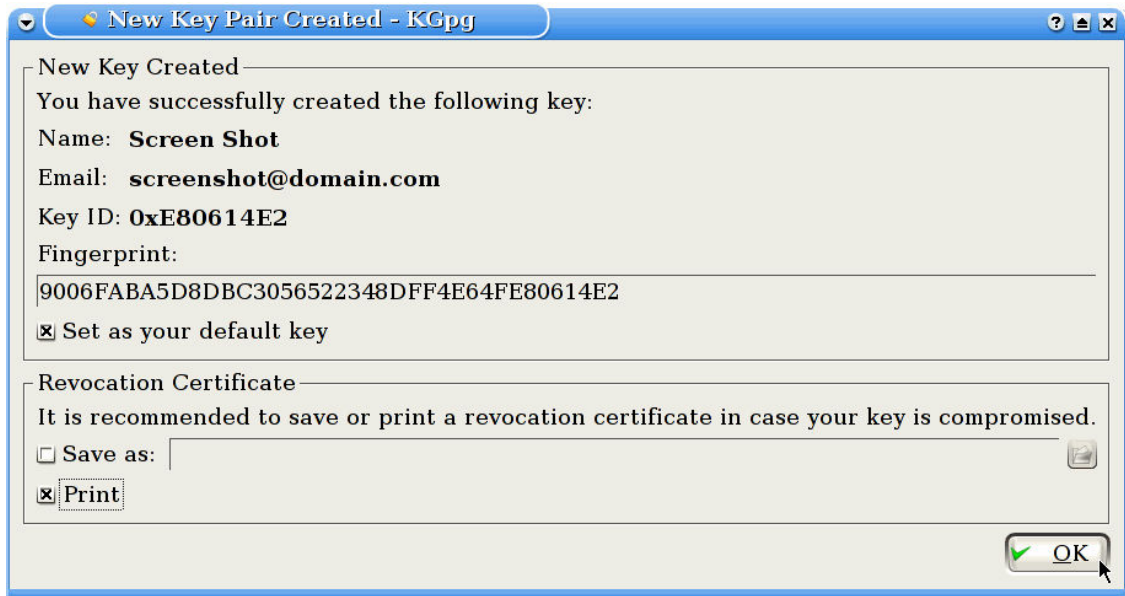 New Key Pair Created - KGpg
New Key Created
You have successfully created the following key:
Name: Screen Shot
Email: screenshot@domain.com
Key ID: 0xE80614E2
Fingerprint:
9006FABA5D8DBC3056522348DFF4E64FE80614E2
Set as your default key
Revocation Certificate
It is recommended to save or print a revocation certificate in case your key is compromised.
Save as:
Print
OK